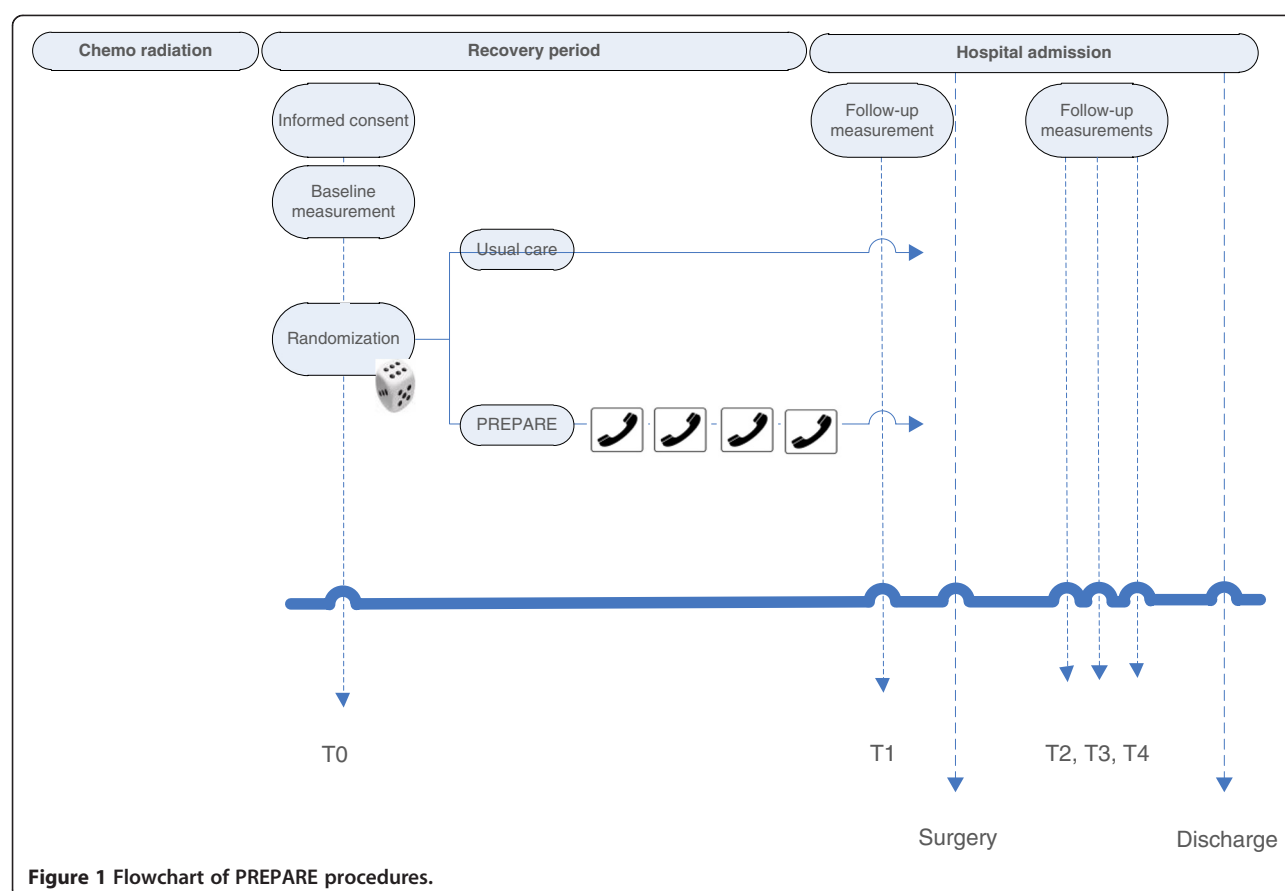 Chemo radiation
Recovery period
Hospital admission
Informed consent
Follow-up
measurement
Follow-up
measurements
Baseline
measurement
Usual care
Randomization
PREPARE
T0
T1
T2, T3, T4
Surgery
Discharge
Figure 1 Flowchart of PREPARE procedures.